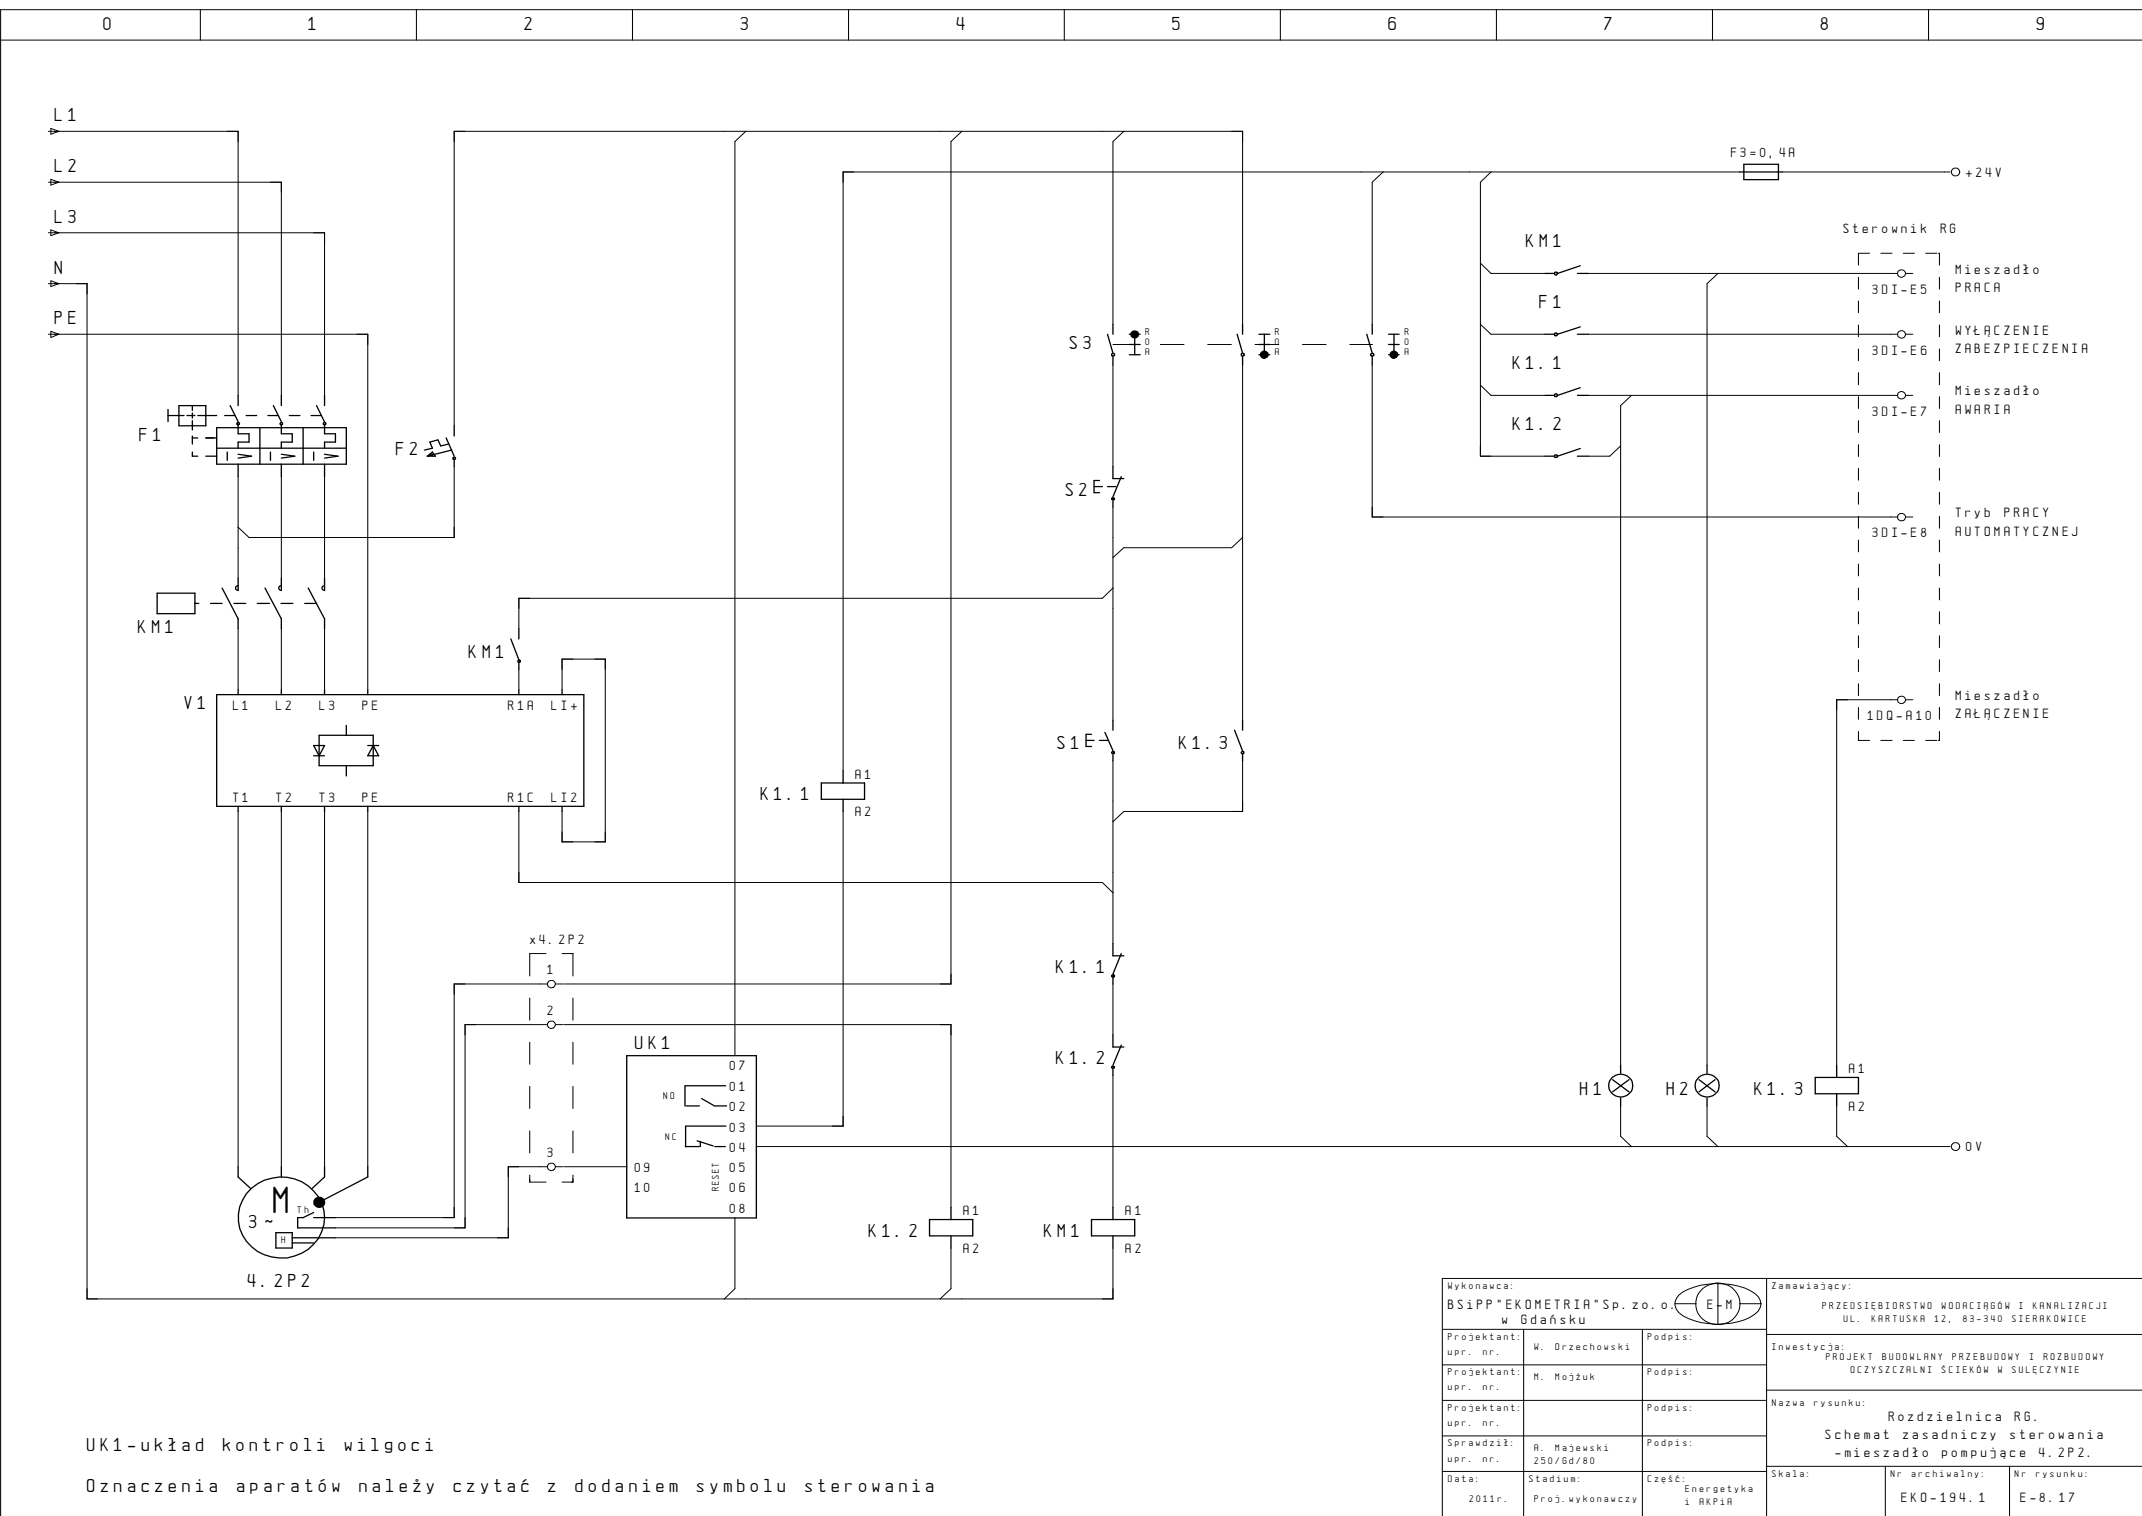 0 1 2 3 4 5 6 7 8 9
L1
L2
L3
N
PE
F3=0,4A
+24V
Sterownik RG
KM1
3DI-E5
Mieszadło
PRACA
F1
3DI-E6
WYŁĄCZENIE
ZABEZPIECZENIA
K1.1
3DI-E7
Mieszadło
AWARIA
K1.2
3DI-E8
Tryb PRACY
AUTOMATYCZNEJ
1DQ-A10
Mieszadło
ZAŁĄCZENIE
S3
R
0
A
R
0
A
R
0
A
F1
I > I > I >
F2
S2
KM1
KM1
V1
L1 L2 L3 PE R1A LI+
T1 T2 T3 PE R1C LI2
S1
K1.3
K1.1
A1
A2
x4.2P2
1
2
3
K1.1
K1.2
UK1
07
01
NO
02
03
NC
04
09
05
10
06
RESET
08
H1
H2
K1.3
A1
A2
0V
M
3~
Th
H
4.2P2
K1.2
A1
A2
KM1
A1
A2
UK1-układ kontroli wilgoci
Oznaczenia aparatów należy czytać z dodaniem symbolu sterowania
Wykonawca:
BSiPP"EKOMETRIA"Sp.zo.o.
w Gdańsku
E-M
Zamawiający:
PRZEDSIĘBIORSTWO WODACIĄGÓW I KANALIZACJI
UL. KARTUSKA 12, 83-340 SIERAKOWICE
Projektant:
upr. nr.
W. Orzechowski
Podpis:
Inwestycja:
PROJEKT BUDOWLANY PRZEBUDOWY I ROZBUDOWY
OCZYSZCZALNI ŚCIEKÓW W SULĘCZYNIE
Projektant:
upr. nr.
M. Mojżuk
Podpis:
Projektant:
upr. nr.
Podpis:
Nazwa rysunku:
Rozdzielnica RG.
Schemat zasadniczy sterowania
-mieszadło pompujące 4.2P2.
Sprawdził:
upr. nr.
A. Majewski
250/Gd/80
Podpis:
Data:
2011r.
Stadium:
Proj.wykonawczy
Część:
Energetyka
i AKPiA
Skala:
Nr archiwalny:
EKO-194.1
Nr rysunku:
E-8.17